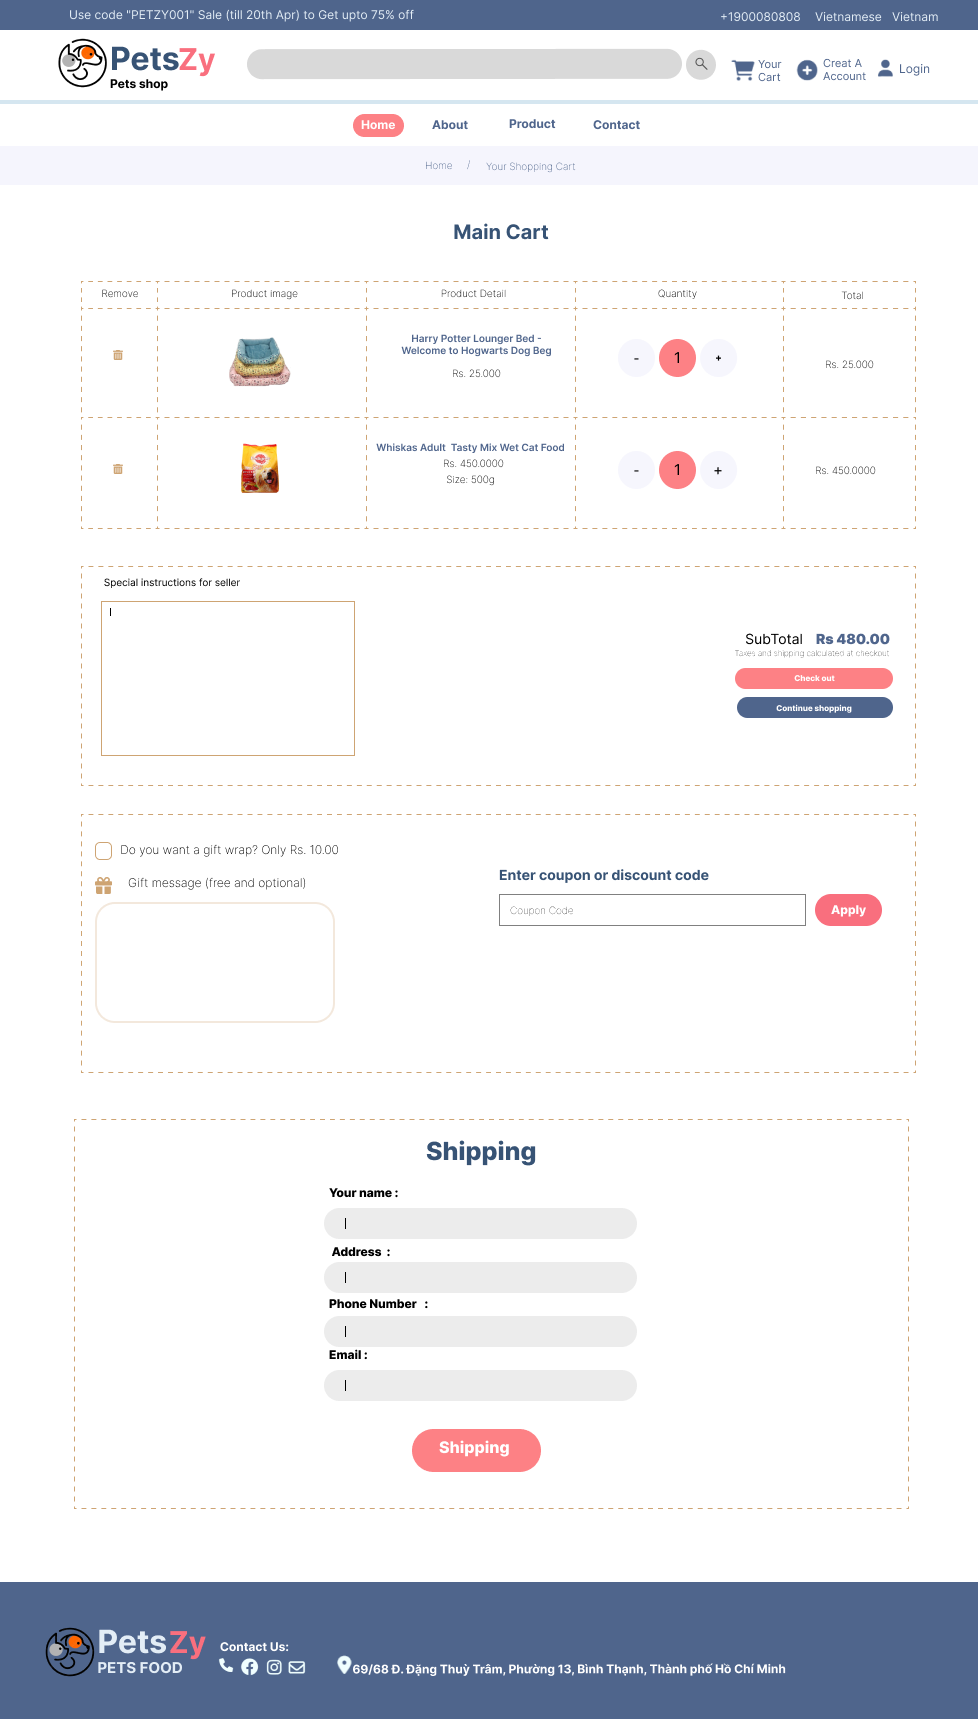 Use code "PETZY001" Sale (till 20th Apr) to Get upto 75% off
+1900080808 Vietnamese Vietnam
PetsZy
Pets shop
Your
Cart
Creat A
Account
Login
Home About Product Contact
Home / Your Shopping Cart
Main Cart
Remove Product image Product Detail Quantity Total
Harry Potter Lounger Bed -
Welcome to Hogwarts Dog Beg
Rs. 25.000
- 1 +
Rs. 25.000
Whiskas Adult Tasty Mix Wet Cat Food
Rs. 450.0000
Size: 500g
- 1 +
Rs. 450.0000
Special instructions for seller
SubTotal Rs 480.00
Taxes and shipping calculated at checkout
Check out
Continue shopping
Do you want a gift wrap? Only Rs. 10.00
Gift message (free and optional)
Enter coupon or discount code
Coupon Code
Apply
Shipping
Your name :
Address :
Phone Number :
Email :
Shipping
PetsZy
PETS FOOD
Contact Us:
69/68 Đ. Đặng Thuỳ Trâm, Phường 13, Bình Thạnh, Thành phố Hồ Chí Minh